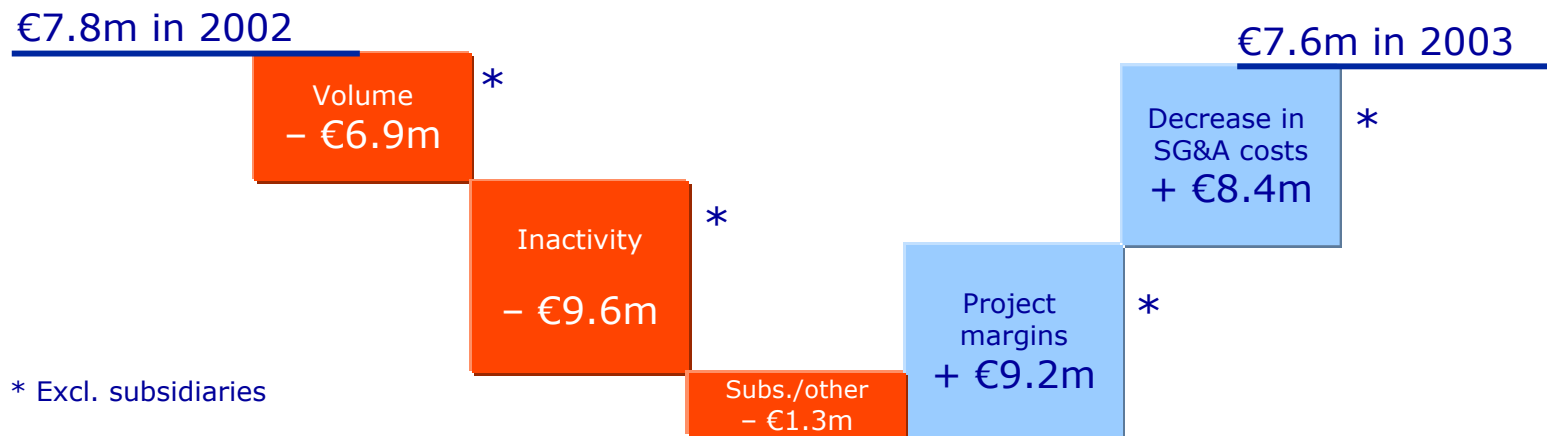 €7.8m in 2002
€7.6m in 2003
Volume
– €6.9m
*
Decrease in
SG&A costs
+ €8.4m
*
Inactivity
– €9.6m
*
Project
margins
+ €9.2m
*
Subs./other
– €1.3m
* Excl. subsidiaries